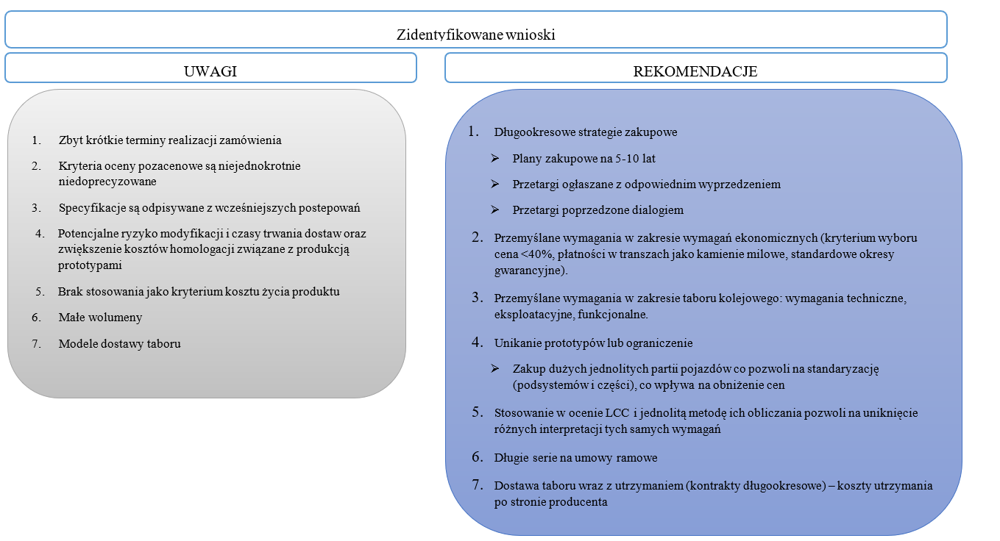 Zidentyfikowane wnioski
UWAGI
1. Zbyt krótkie terminy realizacji zamówienia
2. Kryteria oceny pozacenowe są niejednokrotnie
niedoprecyzowane
3. Specyfikacje są odpisywane z wcześniejszych postepowań
4. Potencjalne ryzyko modyfikacji i czasy trwania dostaw oraz
zwiększenie kosztów homologacji związane z produkcją
prototypami
5. Brak stosowania jako kryterium kosztu życia produktu
6. Małe wolumeny
7. Modele dostawy taboru
REKOMENDACJE
1. Długookresowe strategie zakupowe
➢ Plany zakupowe na 5-10 lat
➢ Przetargi ogłaszane z odpowiednim wyprzedzeniem
➢ Przetargi poprzedzone dialogiem
2. Przemyślane wymagania w zakresie wymagań ekonomicznych (kryterium wyboru
cena <40%, płatności w transzach jako kamienie milowe, standardowe okresy
gwarancyjne).
3. Przemyślane wymagania w zakresie taboru kolejowego: wymagania techniczne,
eksploatacyjne, funkcjonalne.
4. Unikanie prototypów lub ograniczenie
➢ Zakup dużych jednolitych partii pojazdów co pozwoli na standaryzację
(podsystemów i części), co wpływa na obniżenie cen
5. Stosowanie w ocenie LCC i jednolitą metodę ich obliczania pozwoli na uniknięcie
różnych interpretacji tych samych wymagań
6. Długie serie na umowy ramowe
7. Dostawa taboru wraz z utrzymaniem (kontrakty długookresowe) – koszty utrzymania
po stronie producenta